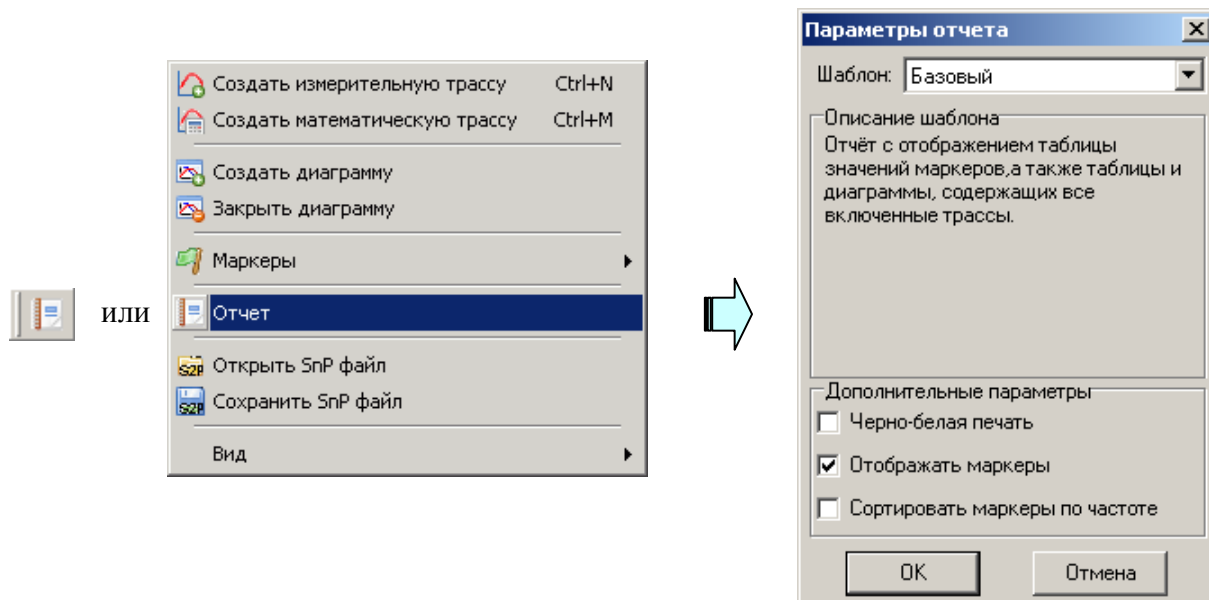 или
Создать измерительную трассу Ctrl+N
Создать математическую трассу Ctrl+M
Создать диаграмму
Закрыть диаграмму
Маркеры
Отчет
Открыть SnP файл
Сохранить SnP файл
Вид
Параметры отчета
Шаблон: Базовый
Описание шаблона
Отчёт с отображением таблицы
значений маркеров,а также таблицы и
диаграммы, содержащих все
включенные трассы.
Дополнительные параметры
Черно-белая печать
Отображать маркеры
Сортировать маркеры по частоте
OK Отмена